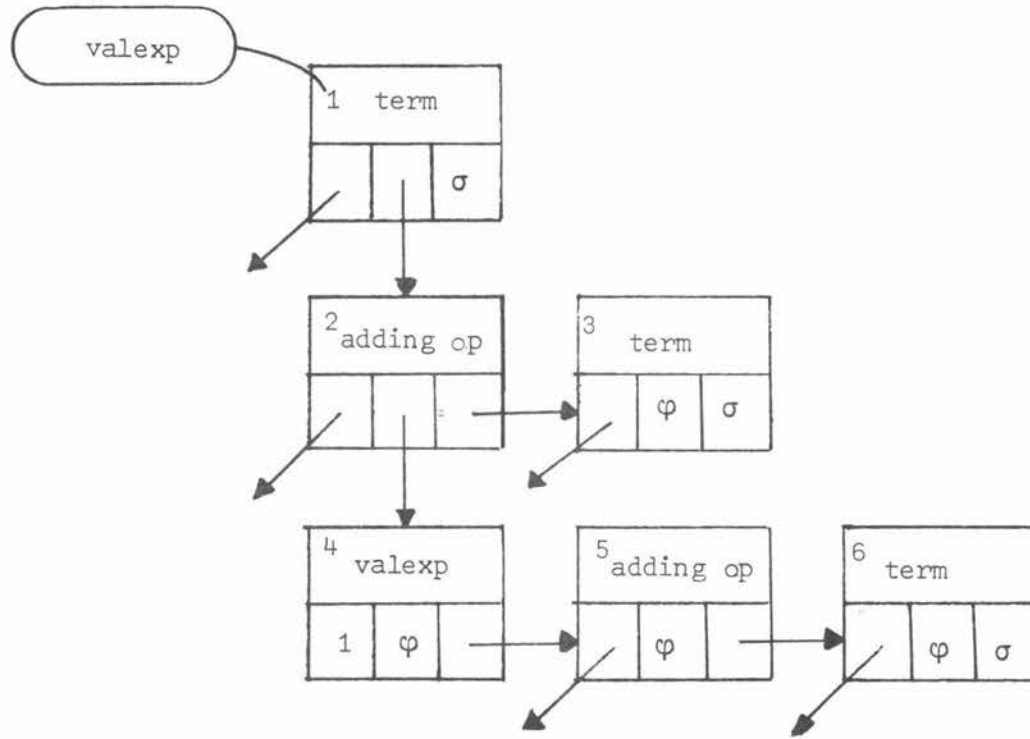 valexp
1 term
σ
2 adding op
3 term
φ σ
4 valexp
5 adding op
6 term
1 φ
φ
φ σ